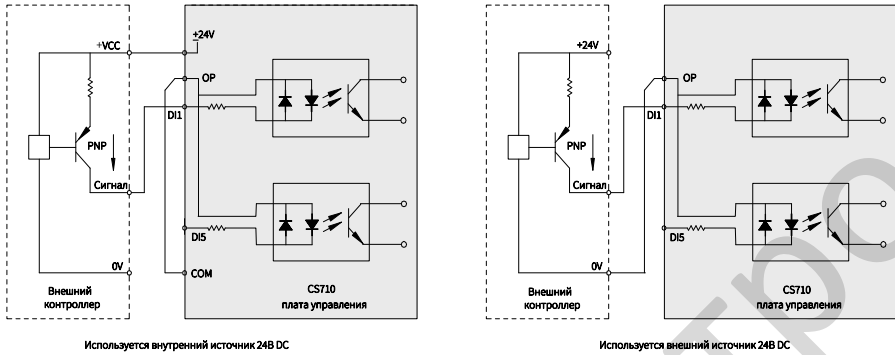 +VCC
+24V
OP
DI1
PNP
Сигнал
DI5
0V
COM
Внешний
контроллер
CS710
плата управления
Используется внутренний источник 24В DC
+24V
OP
DI1
PNP
Сигнал
DI5
0V
Внешний
контроллер
CS710
плата управления
Используется внешний источник 24В DC